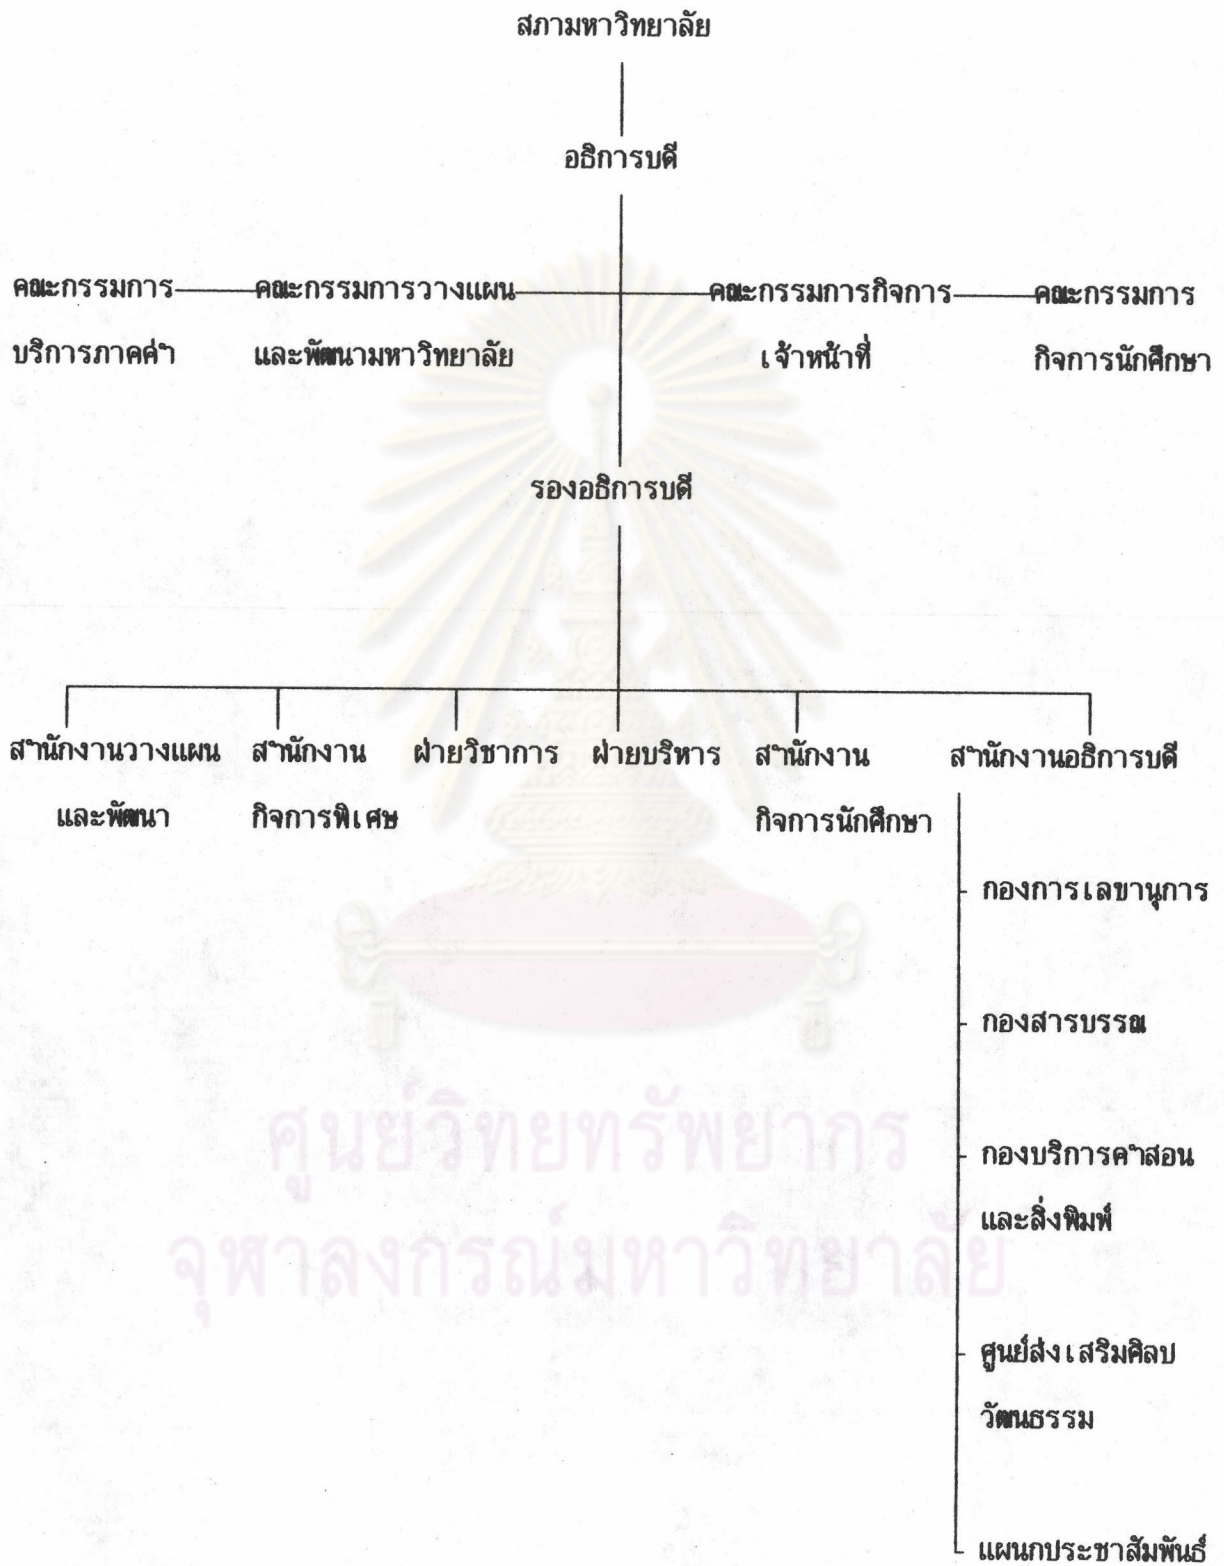 สภามหาวิทยาลัย
อธิการบดี
คณะกรรมการ คณะกรรมการวางแผน คณะกรรมการกิจการ คณะกรรมการ
บริการภาคค่ำ และพัฒนามหาวิทยาลัย เจ้าหน้าที่ กิจการนักศึกษา
รองอธิการบดี
สำนักงานวางแผน สำนักงาน ฝ่ายวิชาการ ฝ่ายบริหาร สำนักงาน สำนักงานอธิการบดี
และพัฒนา กิจการพิเศษ กิจการนักศึกษา
กองการเลขานุการ
กองสารบรรณ
กองบริการคำสอน
และสิ่งพิมพ์
ศูนย์ส่งเสริมศิลป
วัฒนธรรม
แผนกประชาสัมพันธ์
ศูนย์วิทยทรัพยากร
จุฬาลงกรณ์มหาวิทยาลัย